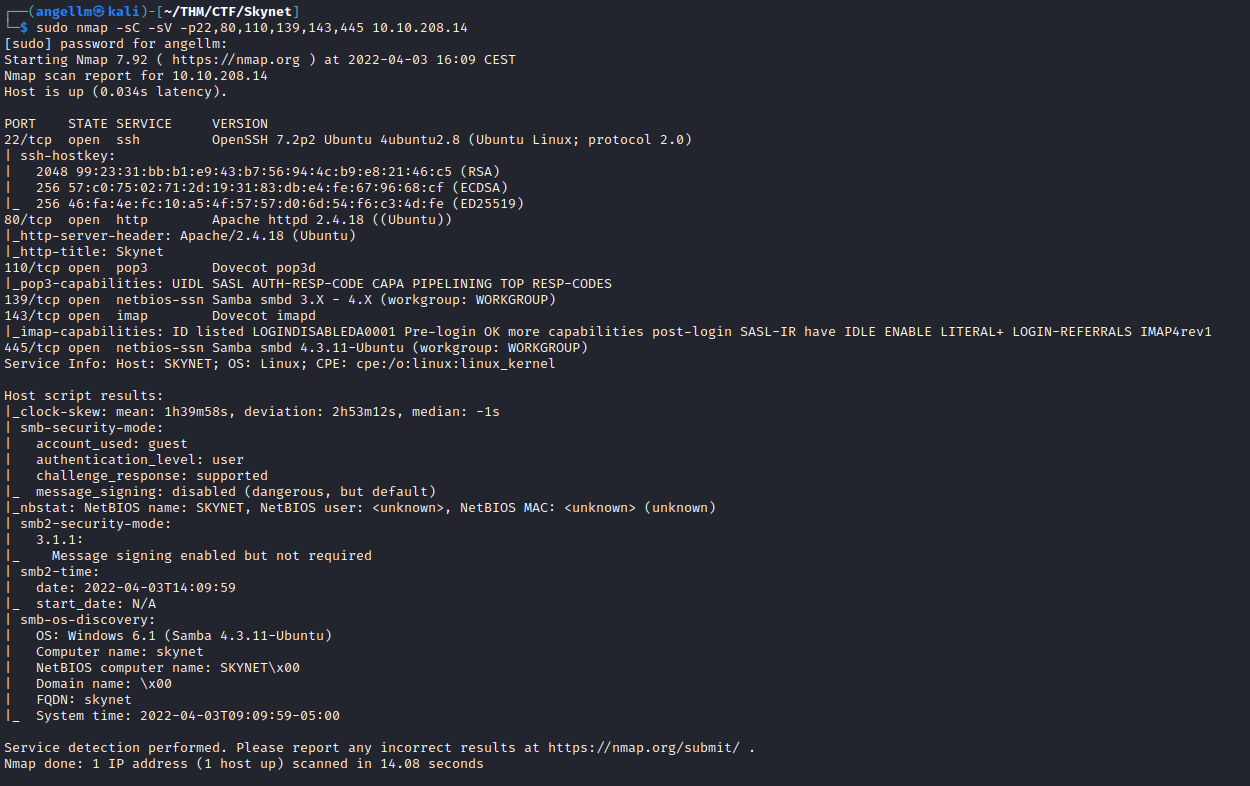 ┌──(angellm㉿kali)-[~/THM/CTF/Skynet]
└─$ sudo nmap -sC -sV -p22,80,110,139,143,445 10.10.208.14
[sudo] password for angellm:
Starting Nmap 7.92 ( https://nmap.org ) at 2022-04-03 16:09 CEST
Nmap scan report for 10.10.208.14
Host is up (0.034s latency).

PORT    STATE SERVICE     VERSION
22/tcp  open  ssh         OpenSSH 7.2p2 Ubuntu 4ubuntu2.8 (Ubuntu Linux; protocol 2.0)
| ssh-hostkey:
|   2048 99:23:31:bb:b1:e9:43:b7:56:94:4c:b9:e8:21:46:c5 (RSA)
|   256 57:c0:75:02:71:2d:19:31:83:db:e4:fe:67:96:68:cf (ECDSA)
|_  256 46:fa:4e:fc:10:a5:4f:57:57:d0:6d:54:f6:c3:4d:fe (ED25519)
80/tcp  open  http        Apache httpd 2.4.18 ((Ubuntu))
|_http-server-header: Apache/2.4.18 (Ubuntu)
|_http-title: Skynet
110/tcp open  pop3        Dovecot pop3d
|_pop3-capabilities: UIDL SASL AUTH-RESP-CODE CAPA PIPELINING TOP RESP-CODES
139/tcp open  netbios-ssn Samba smbd 3.X - 4.X (workgroup: WORKGROUP)
143/tcp open  imap        Dovecot imapd
|_imap-capabilities: ID listed LOGINDISABLEDA0001 Pre-login OK more capabilities post-login SASL-IR have IDLE ENABLE LITERAL+ LOGIN-REFERRALS IMAP4rev1
445/tcp open  netbios-ssn Samba smbd 4.3.11-Ubuntu (workgroup: WORKGROUP)
Service Info: Host: SKYNET; OS: Linux; CPE: cpe:/o:linux:linux_kernel

Host script results:
|_clock-skew: mean: 1h39m58s, deviation: 2h53m12s, median: -1s
| smb-security-mode:
|   account_used: guest
|   authentication_level: user
|   challenge_response: supported
|_  message_signing: disabled (dangerous, but default)
|_nbstat: NetBIOS name: SKYNET, NetBIOS user: <unknown>, NetBIOS MAC: <unknown> (unknown)
| smb2-security-mode:
|   3.1.1:
|_    Message signing enabled but not required
| smb2-time:
|   date: 2022-04-03T14:09:59
|_  start_date: N/A
| smb-os-discovery:
|   OS: Windows 6.1 (Samba 4.3.11-Ubuntu)
|   Computer name: skynet
|   NetBIOS computer name: SKYNET\x00
|   Domain name: \x00
|   FQDN: skynet
|_  System time: 2022-04-03T09:09:59-05:00

Service detection performed. Please report any incorrect results at https://nmap.org/submit/ .
Nmap done: 1 IP address (1 host up) scanned in 14.08 seconds